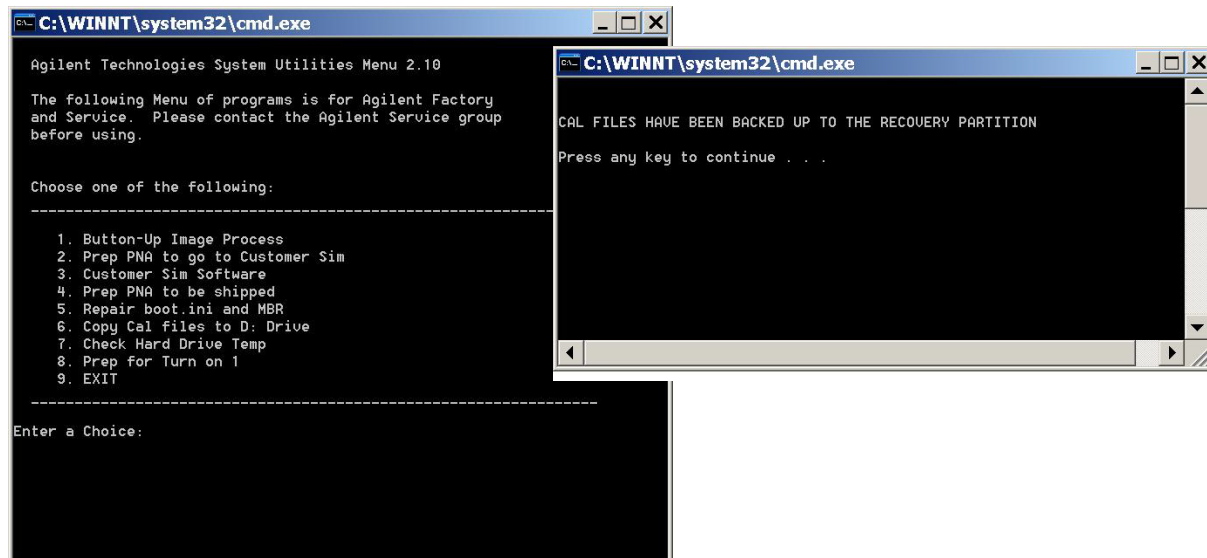 C:\WINNT\system32\cmd.exe
Agilent Technologies System Utilities Menu 2.10
The following Menu of programs is for Agilent Factory
and Service.  Please contact the Agilent Service group
before using.
Choose one of the following:
1. Button-Up Image Process
2. Prep PNA to go to Customer Sim
3. Customer Sim Software
4. Prep PNA to be shipped
5. Repair boot.ini and MBR
6. Copy Cal files to D: Drive
7. Check Hard Drive Temp
8. Prep for Turn on 1
9. EXIT
Enter a Choice:
C:\WINNT\system32\cmd.exe
CAL FILES HAVE BEEN BACKED UP TO THE RECOVERY PARTITION
Press any key to continue . . .